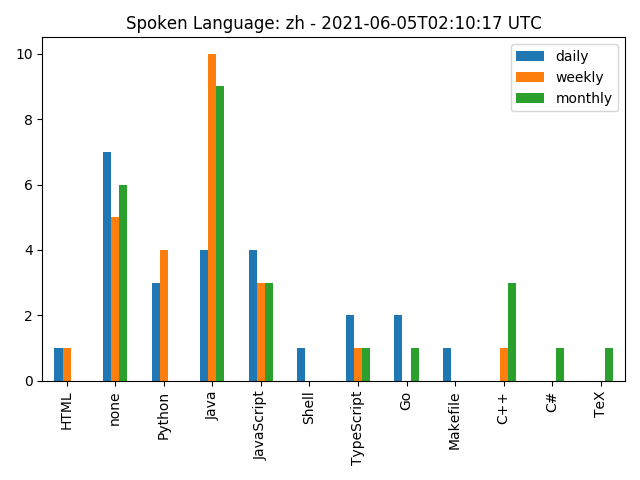 Spoken Language: zh - 2021-06-05T02:10:17 UTC
daily
weekly
monthly
10
8
6
4
2
0
HTML
none
Python
Java
JavaScript
Shell
TypeScript
Go
Makefile
C++
C#
TeX